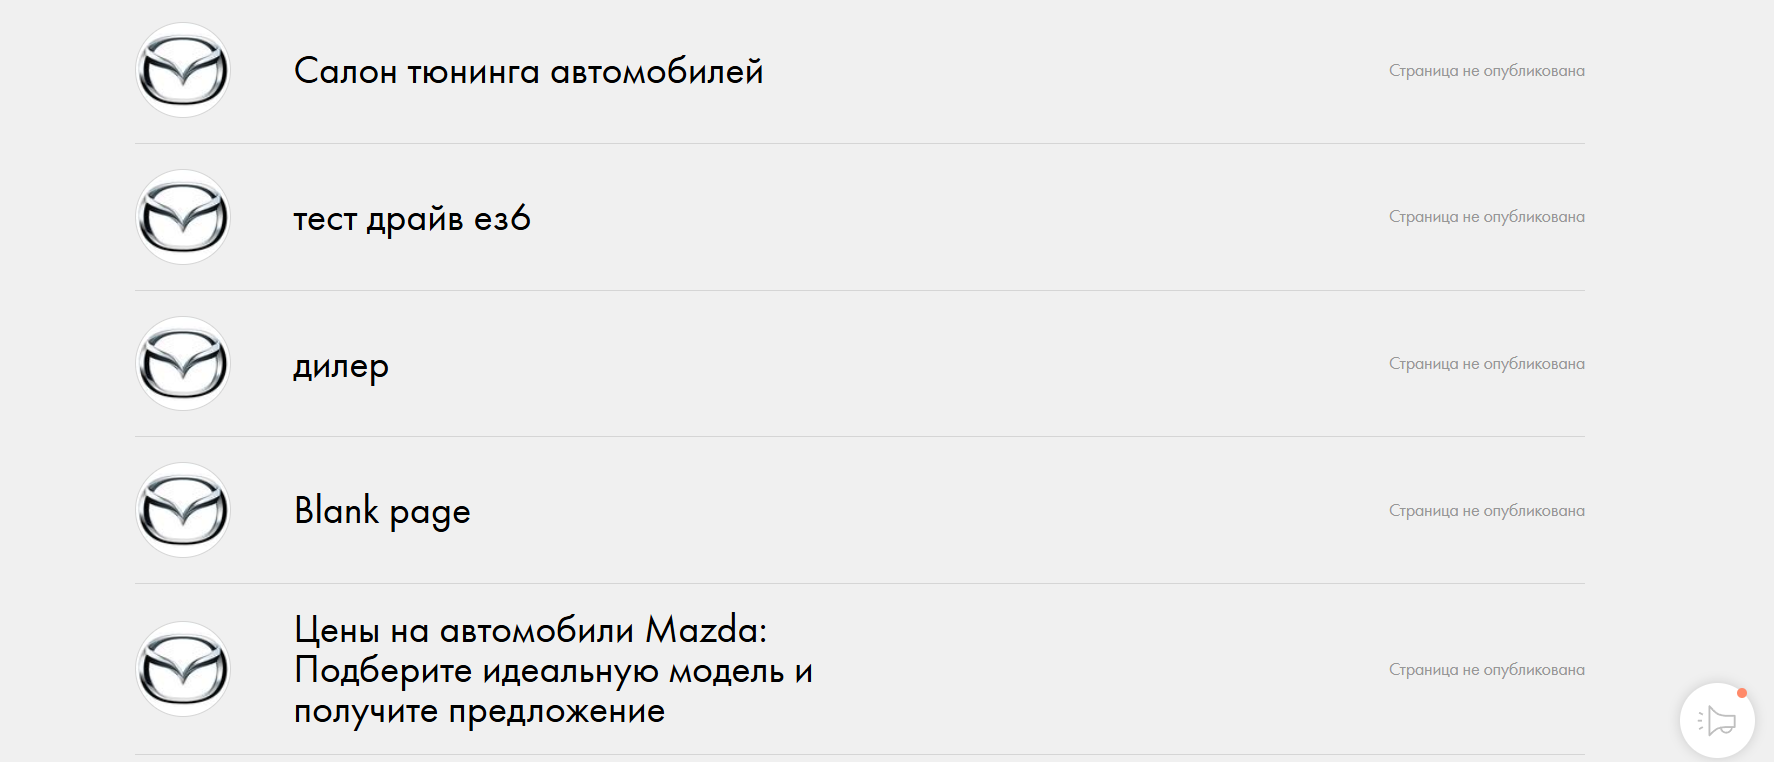 Салон тюнинга автомобилей
Страница не опубликована
тест драйв ез6
Страница не опубликована
дилер
Страница не опубликована
Blank page
Страница не опубликована
Цены на автомобили Mazda:
Подберите идеальную модель и
получите предложение
Страница не опубликована